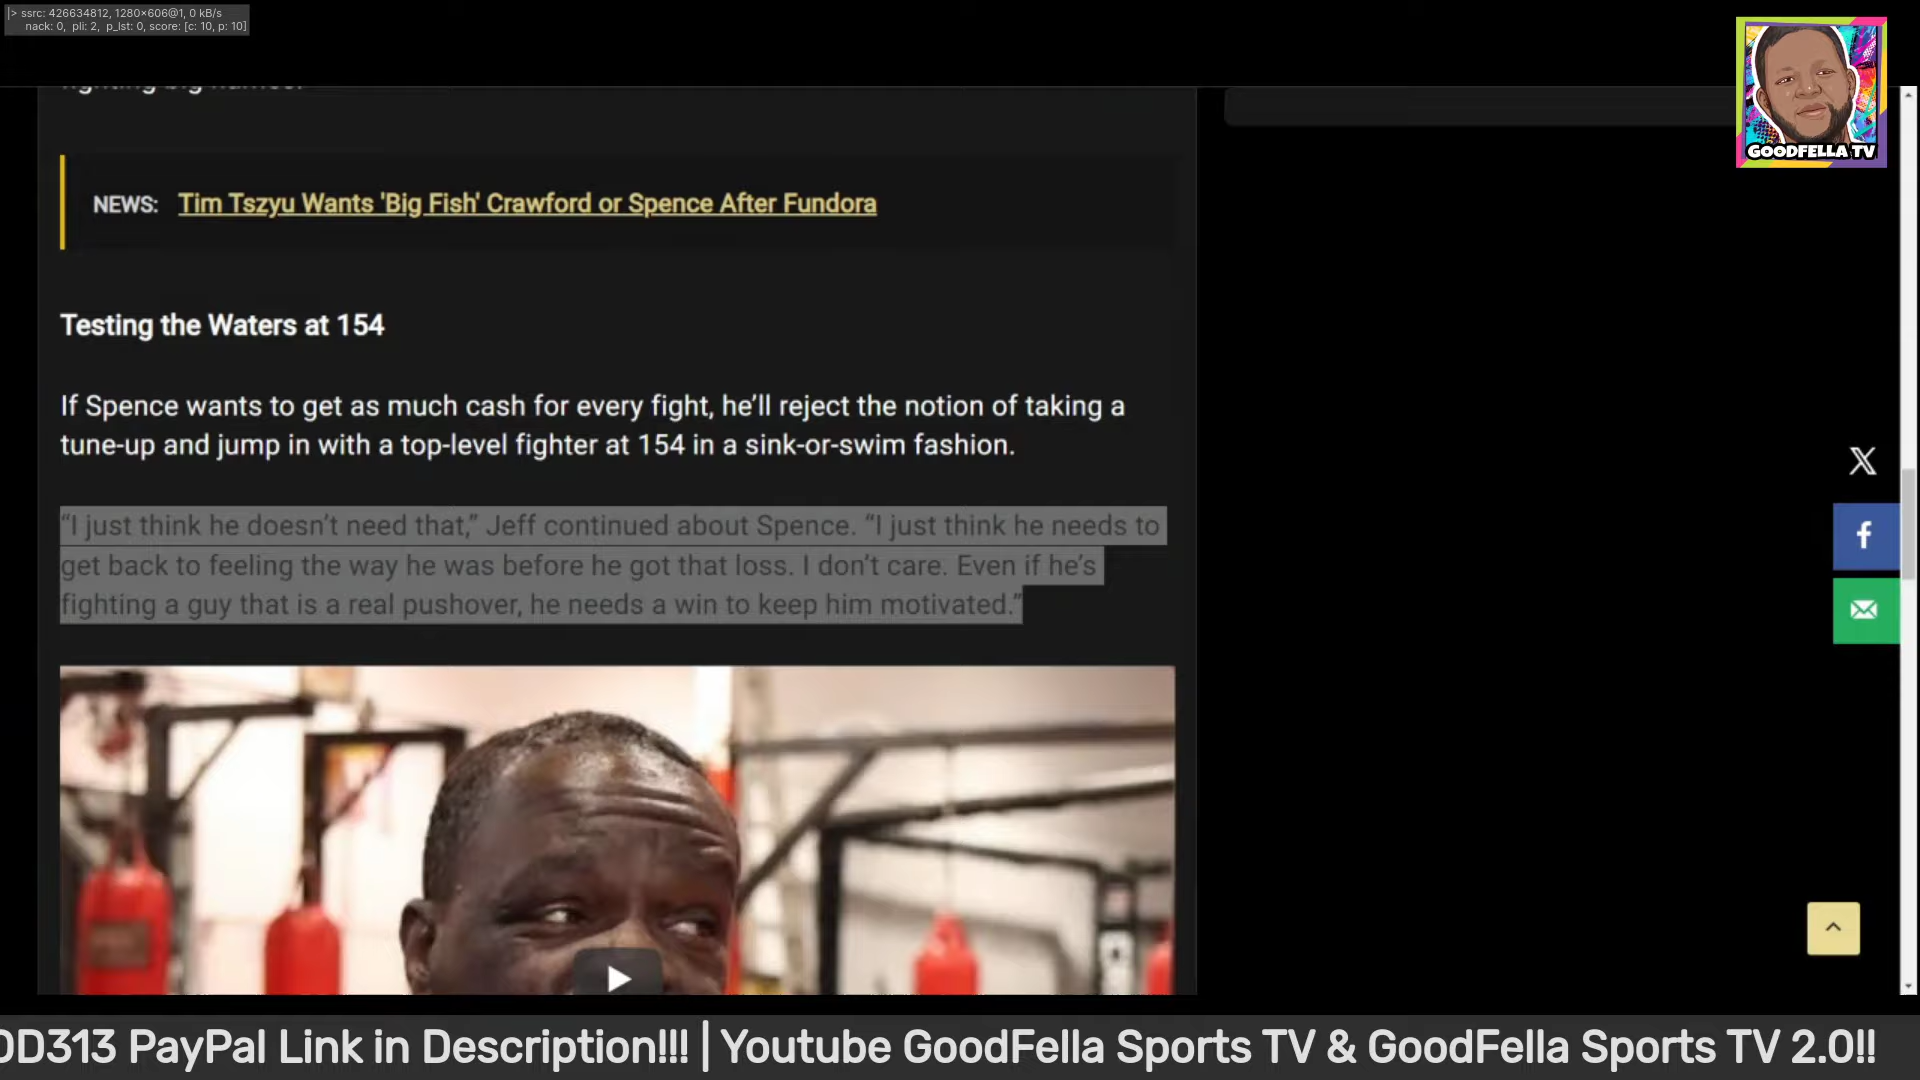 |> ssrc: 426634812, 1280×606@1, 0 kB/s
nack: 0, pli: 2, p_lst: 0, score: [c: 10, p: 10]
GOODFELLA TV
NEWS: Tim Tszyu Wants 'Big Fish' Crawford or Spence After Fundora
Testing the Waters at 154
If Spence wants to get as much cash for every fight, he’ll reject the notion of taking a
tune-up and jump in with a top-level fighter at 154 in a sink-or-swim fashion.
“I just think he doesn’t need that,” Jeff continued about Spence. “I just think he needs to
get back to feeling the way he was before he got that loss. I don’t care. Even if he’s
fighting a guy that is a real pushover, he needs a win to keep him motivated.”
OD313 PayPal Link in Description!!! | Youtube GoodFella Sports TV & GoodFella Sports TV 2.0!!